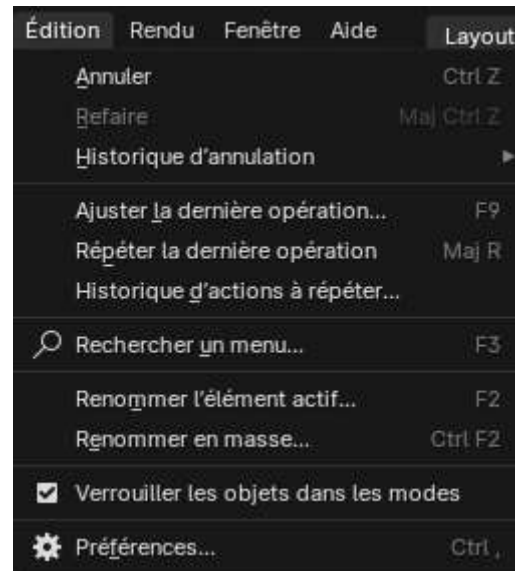 Édition Rendu Fenêtre Aide Layout
Annuler Ctrl Z
Refaire Maj Ctrl Z
Historique d'annulation
Ajuster la dernière opération... F9
Répéter la dernière opération Maj R
Historique d'actions à répéter...
Rechercher un menu... F3
Renommer l'élément actif... F2
Renommer en masse... Ctrl F2
Verrouiller les objets dans les modes
Préférences... Ctrl ,